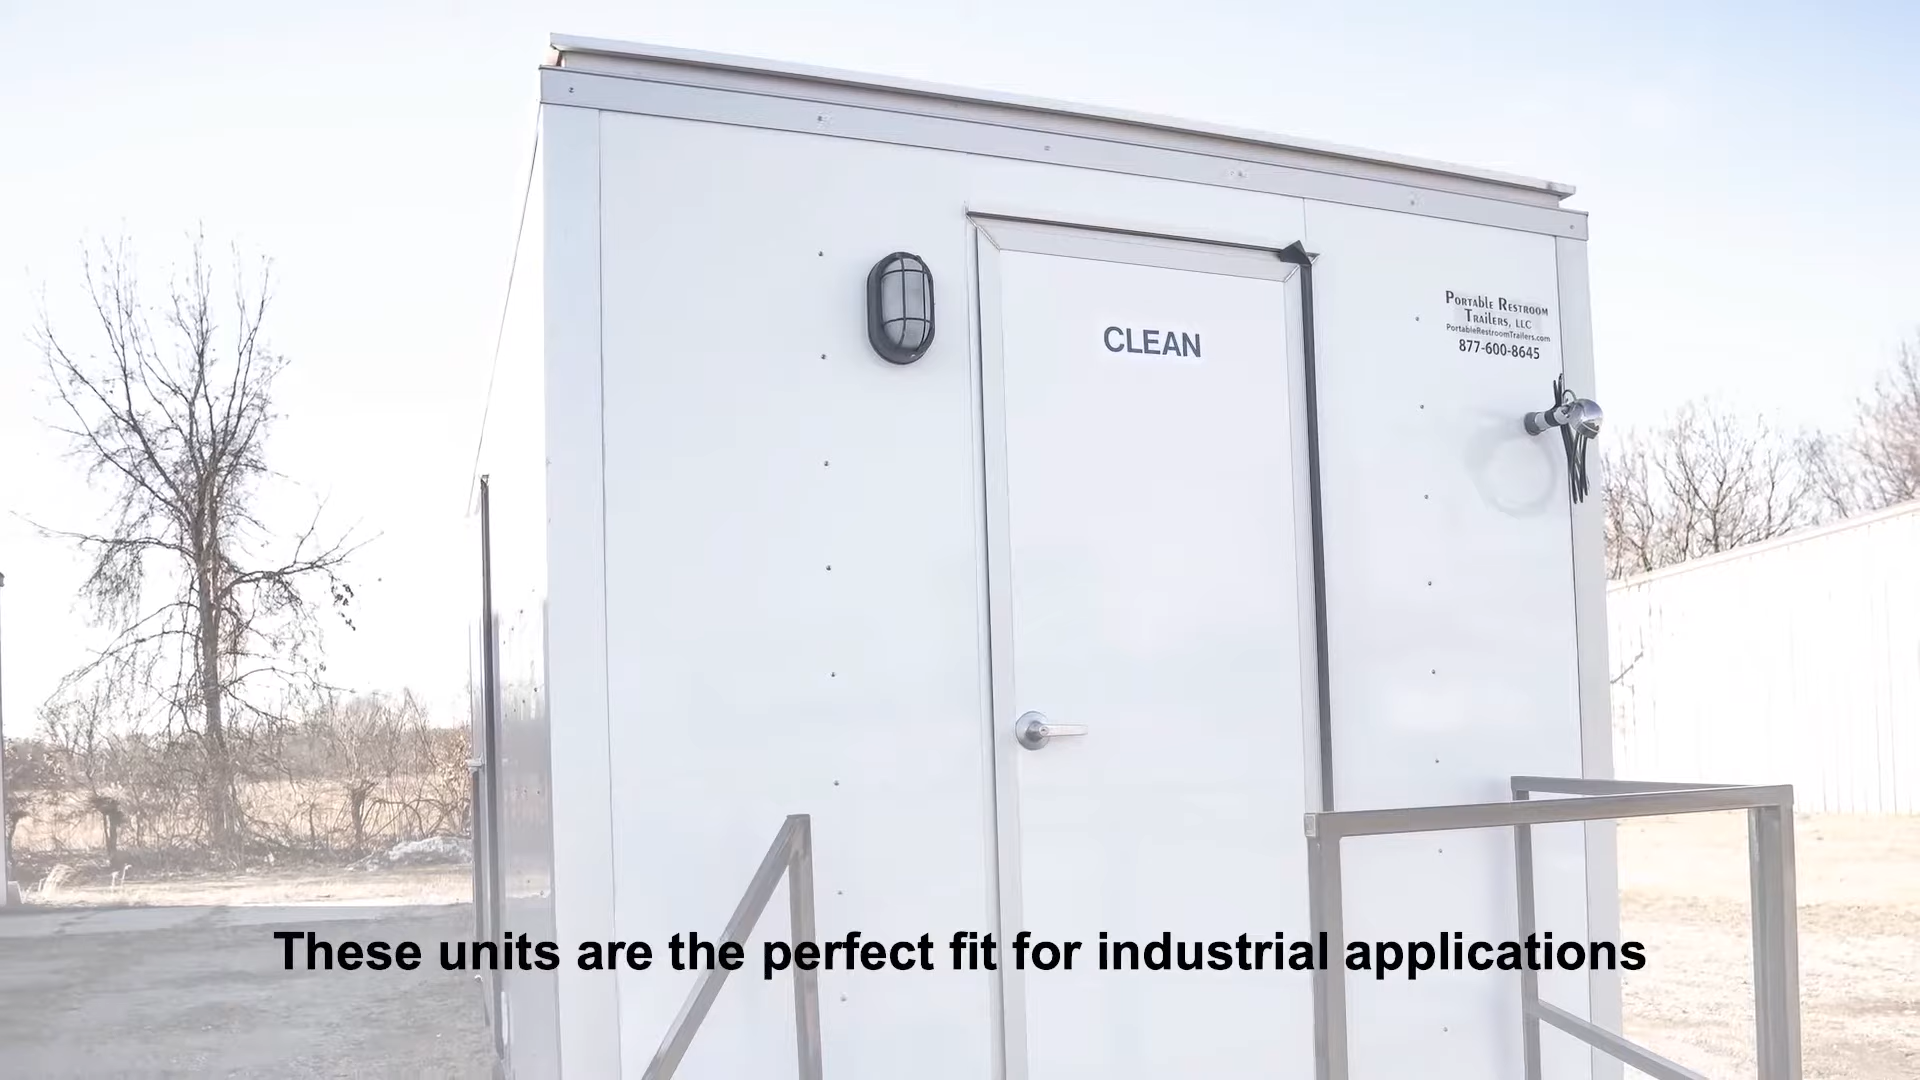 CLEAN
Portable Restroom
Trailers, LLC
PortableRestroomTrailers.com
877-600-8645
These units are the perfect fit for industrial applications